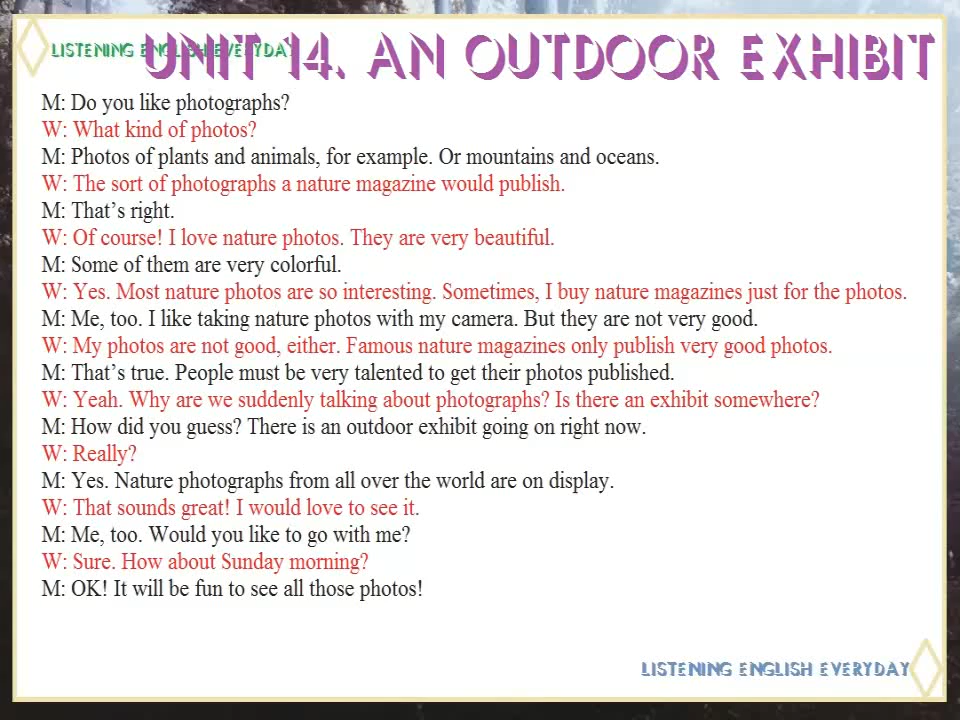 LISTENING ENGLISH EVERYDAY
UNIT 14. AN OUTDOOR EXHIBIT
M: Do you like photographs?
W: What kind of photos?
M: Photos of plants and animals, for example. Or mountains and oceans.
W: The sort of photographs a nature magazine would publish.
M: That's right.
W: Of course! I love nature photos. They are very beautiful.
M: Some of them are very colorful.
W: Yes. Most nature photos are so interesting. Sometimes, I buy nature magazines just for the photos.
M: Me, too. I like taking nature photos with my camera. But they are not very good.
W: My photos are not good, either. Famous nature magazines only publish very good photos.
M: That's true. People must be very talented to get their photos published.
W: Yeah. Why are we suddenly talking about photographs? Is there an exhibit somewhere?
M: How did you guess? There is an outdoor exhibit going on right now.
W: Really?
M: Yes. Nature photographs from all over the world are on display.
W: That sounds great! I would love to see it.
M: Me, too. Would you like to go with me?
W: Sure. How about Sunday morning?
M: OK! It will be fun to see all those photos!
LISTENING ENGLISH EVERYDAY